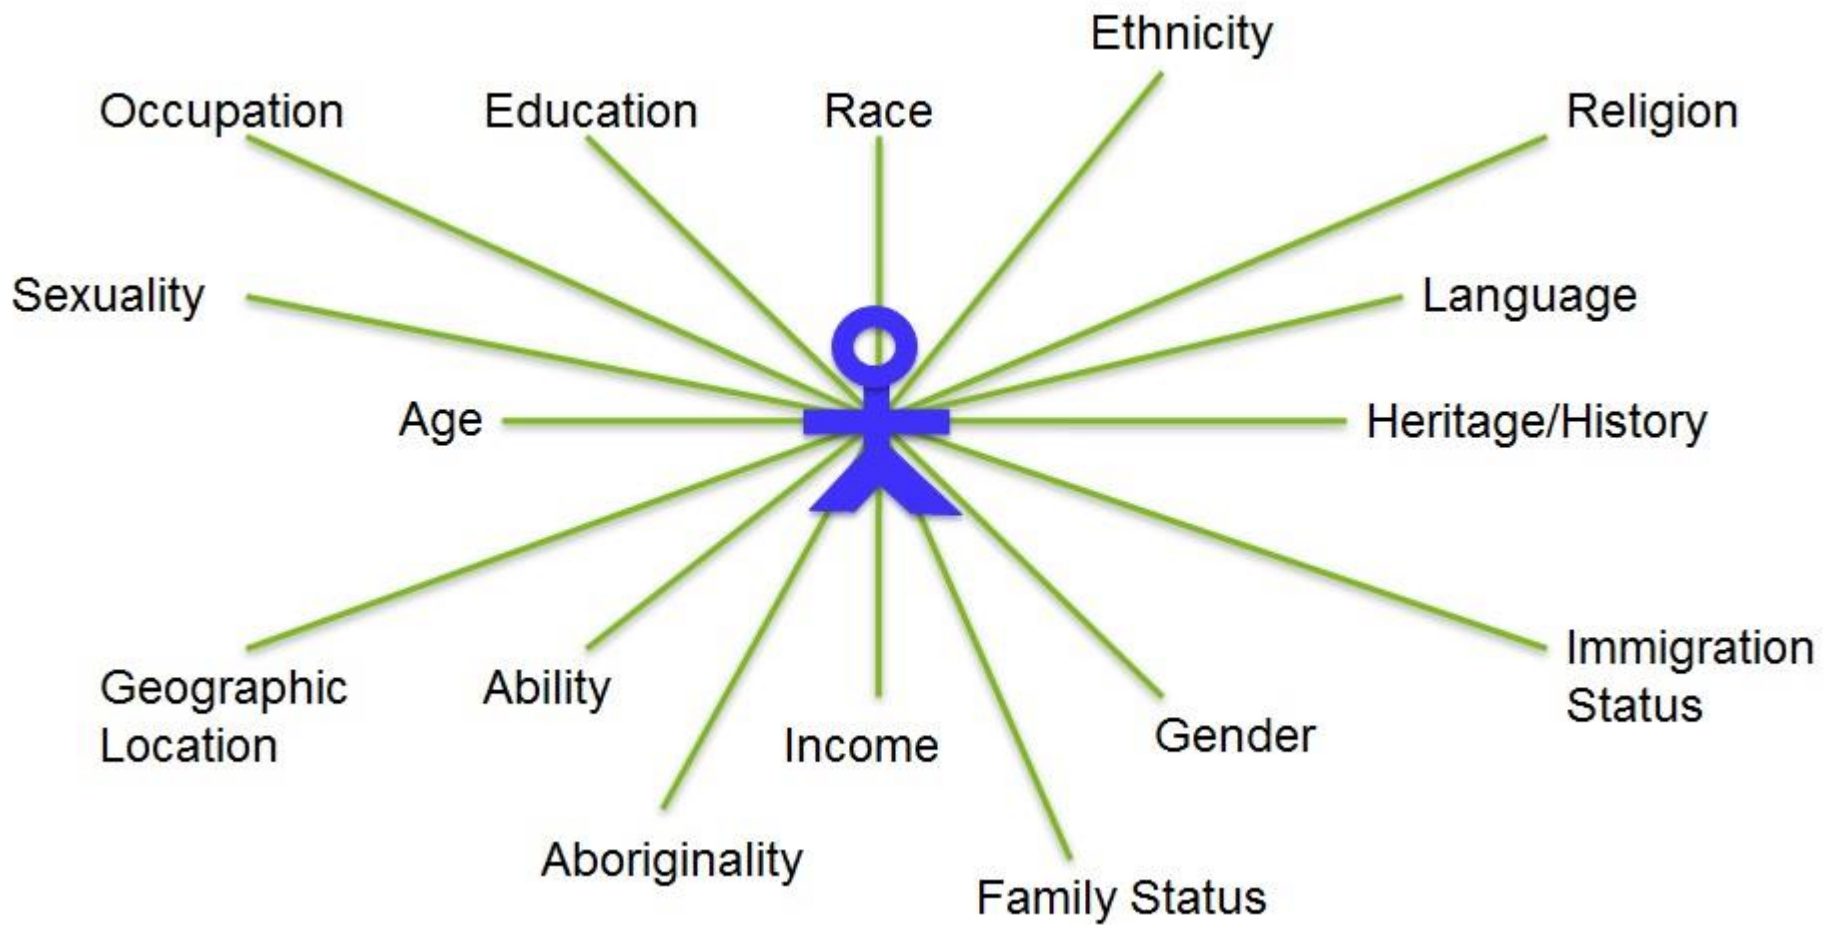 Ethnicity
Occupation
Education
Race
Religion
Sexuality
Language
Age
Heritage/History
Geographic
Location
Ability
Immigration
Status
Income
Gender
Aboriginality
Family Status